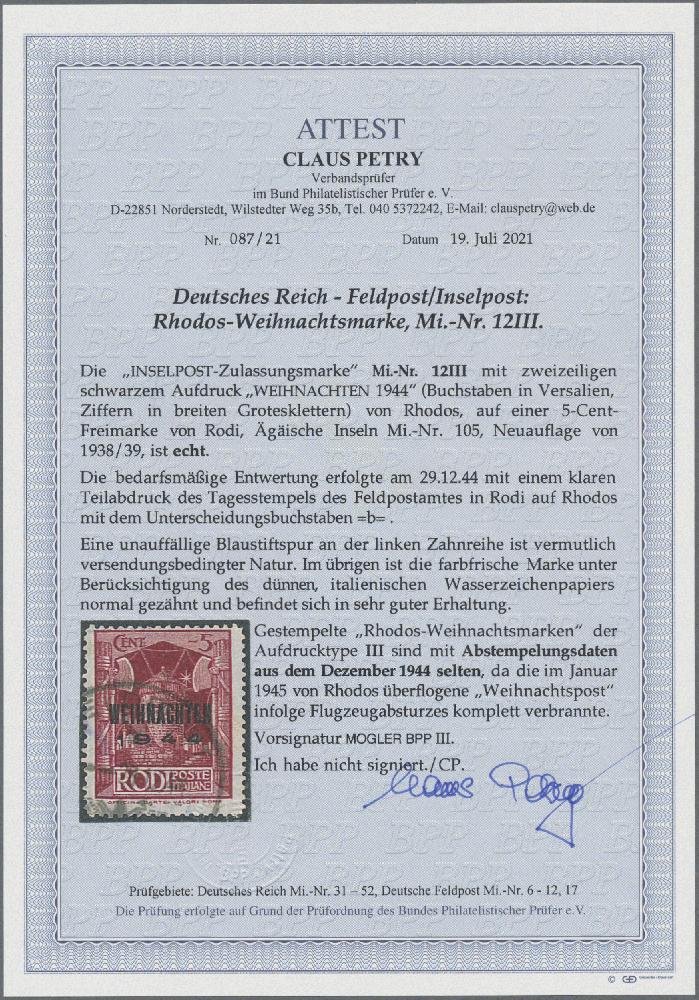 ATTEST
CLAUS PETRY
Verbandsprüfer
im Bund Philatelistischer Prüfer e. V.
D-22851 Norderstedt, Wilstedter Weg 35b, Tel. 040 5372242, E-Mail: clauspetry@web.de
Nr. 087/21 Datum 19. Juli 2021
Deutsches Reich - Feldpost/Inselpost:
Rhodos-Weihnachtsmarke, Mi.-Nr. 12III.
Die „INSELPOST-Zulassungsmarke" Mi.-Nr. 12III mit zweizeiligen
schwarzem Aufdruck „WEIHNACHTEN 1944" (Buchstaben in Versalien,
Ziffern in breiten Grotesklettern) von Rhodos, auf einer 5-Cent-
Freimarke von Rodi, Ägäische Inseln Mi.-Nr. 105, Neuauflage von
1938/39, ist echt.
Die bedarfsmäßige Entwertung erfolgte am 29.12.44 mit einem klaren
Teilabdruck des Tagesstempels des Feldpostamtes in Rodi auf Rhodos
mit dem Unterscheidungsbuchstaben =b= .
Eine unauffällige Blaustiftspur an der linken Zahnreihe ist vermutlich
versendungsbedingter Natur. Im übrigen ist die farbfrische Marke unter
Berücksichtigung des dünnen, italienischen Wasserzeichenpapiers
normal gezähnt und befindet sich in sehr guter Erhaltung.
Gestempelte „Rhodos-Weihnachtsmarken" der
Aufdrucktype III sind mit Abstempelungsdaten
aus dem Dezember 1944 selten, da die im Januar
1945 von Rhodos überflogene „Weihnachtspost"
infolge Flugzeugabsturzes komplett verbrannte.
Vorsignatur MOGLER BPP III.
Ich habe nicht signiert./CP.
CENT 5
WEIHNACHTEN
1944
RODI POSTE
ITALIANE
Claus Petry
Prüfgebiete: Deutsches Reich Mi.-Nr. 31 – 52, Deutsche Feldpost Mi.-Nr. 6 - 12, 17
Die Prüfung erfolgte auf Grund der Prüfordnung des Bundes Philatelistischer Prüfer e.V.